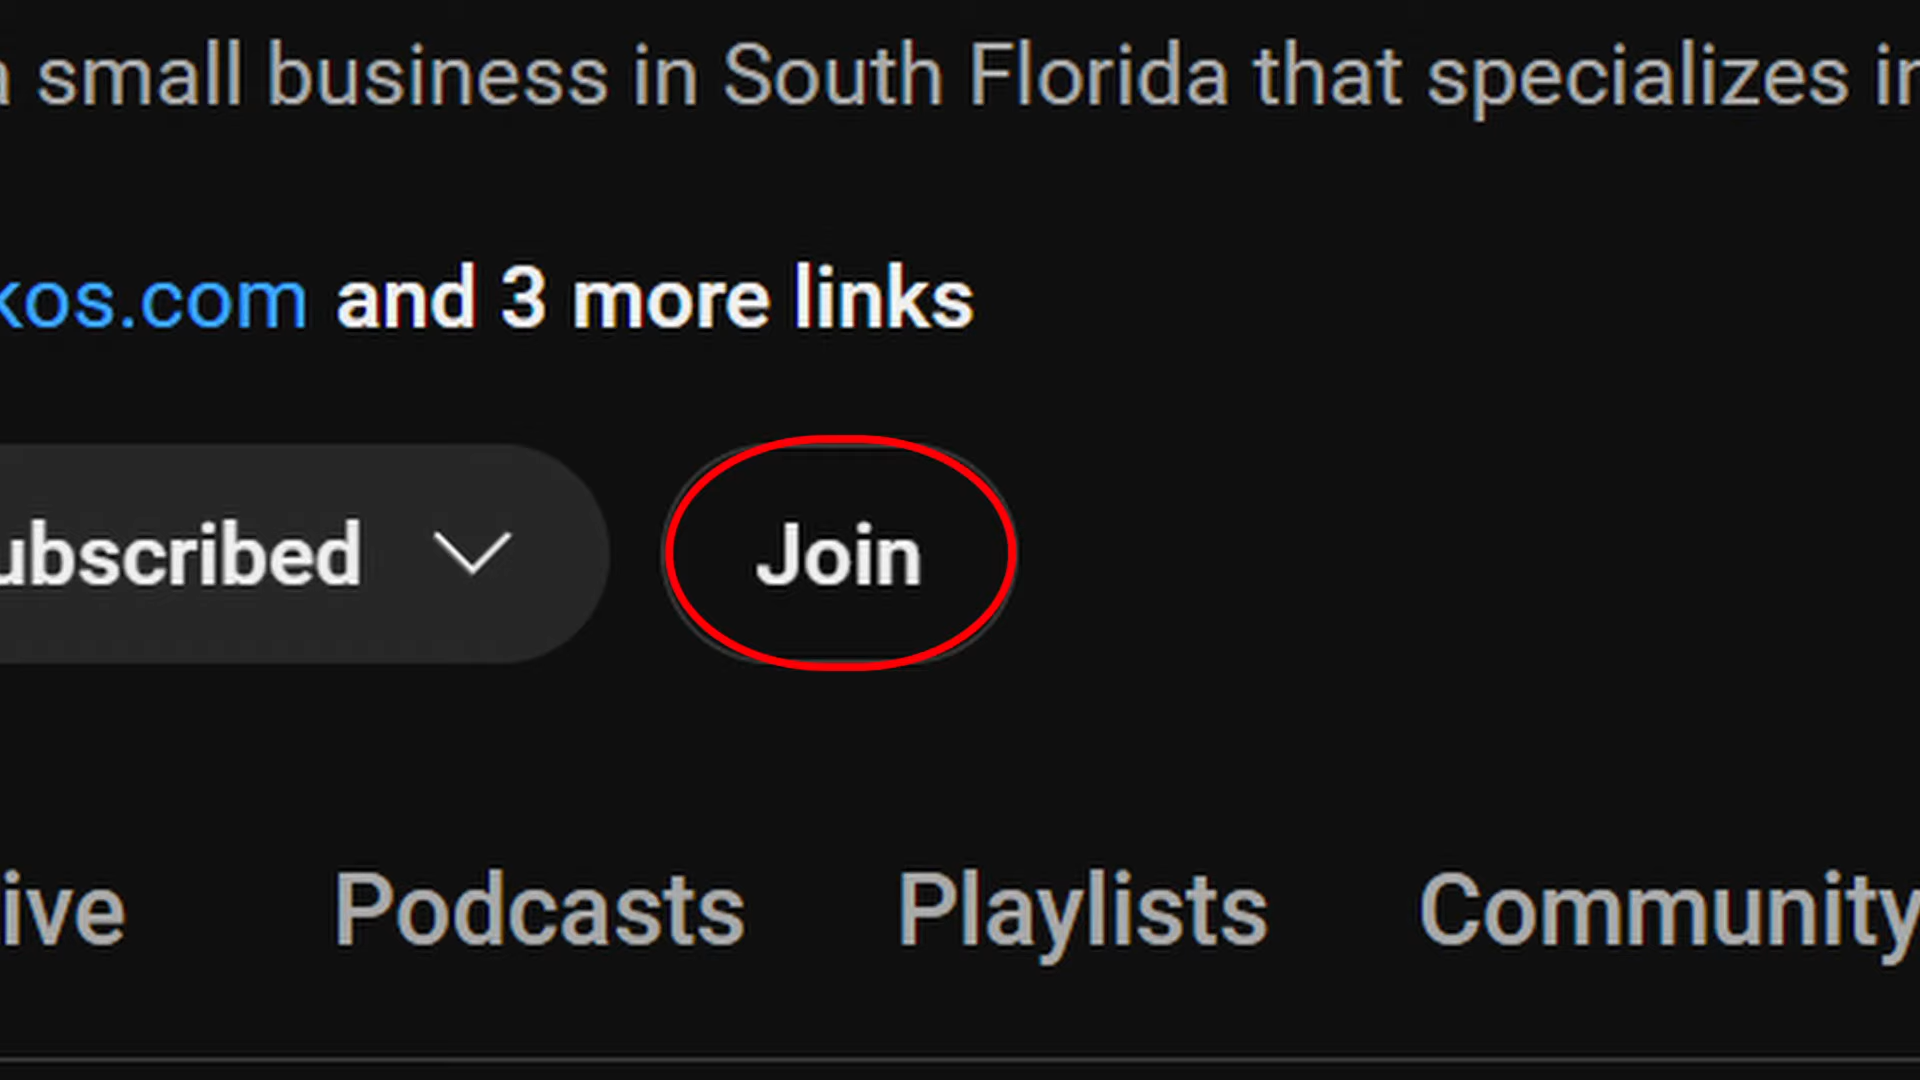 a small business in South Florida that specializes in
kos.com and 3 more links
ubscribed
Join
ive
Podcasts
Playlists
Community